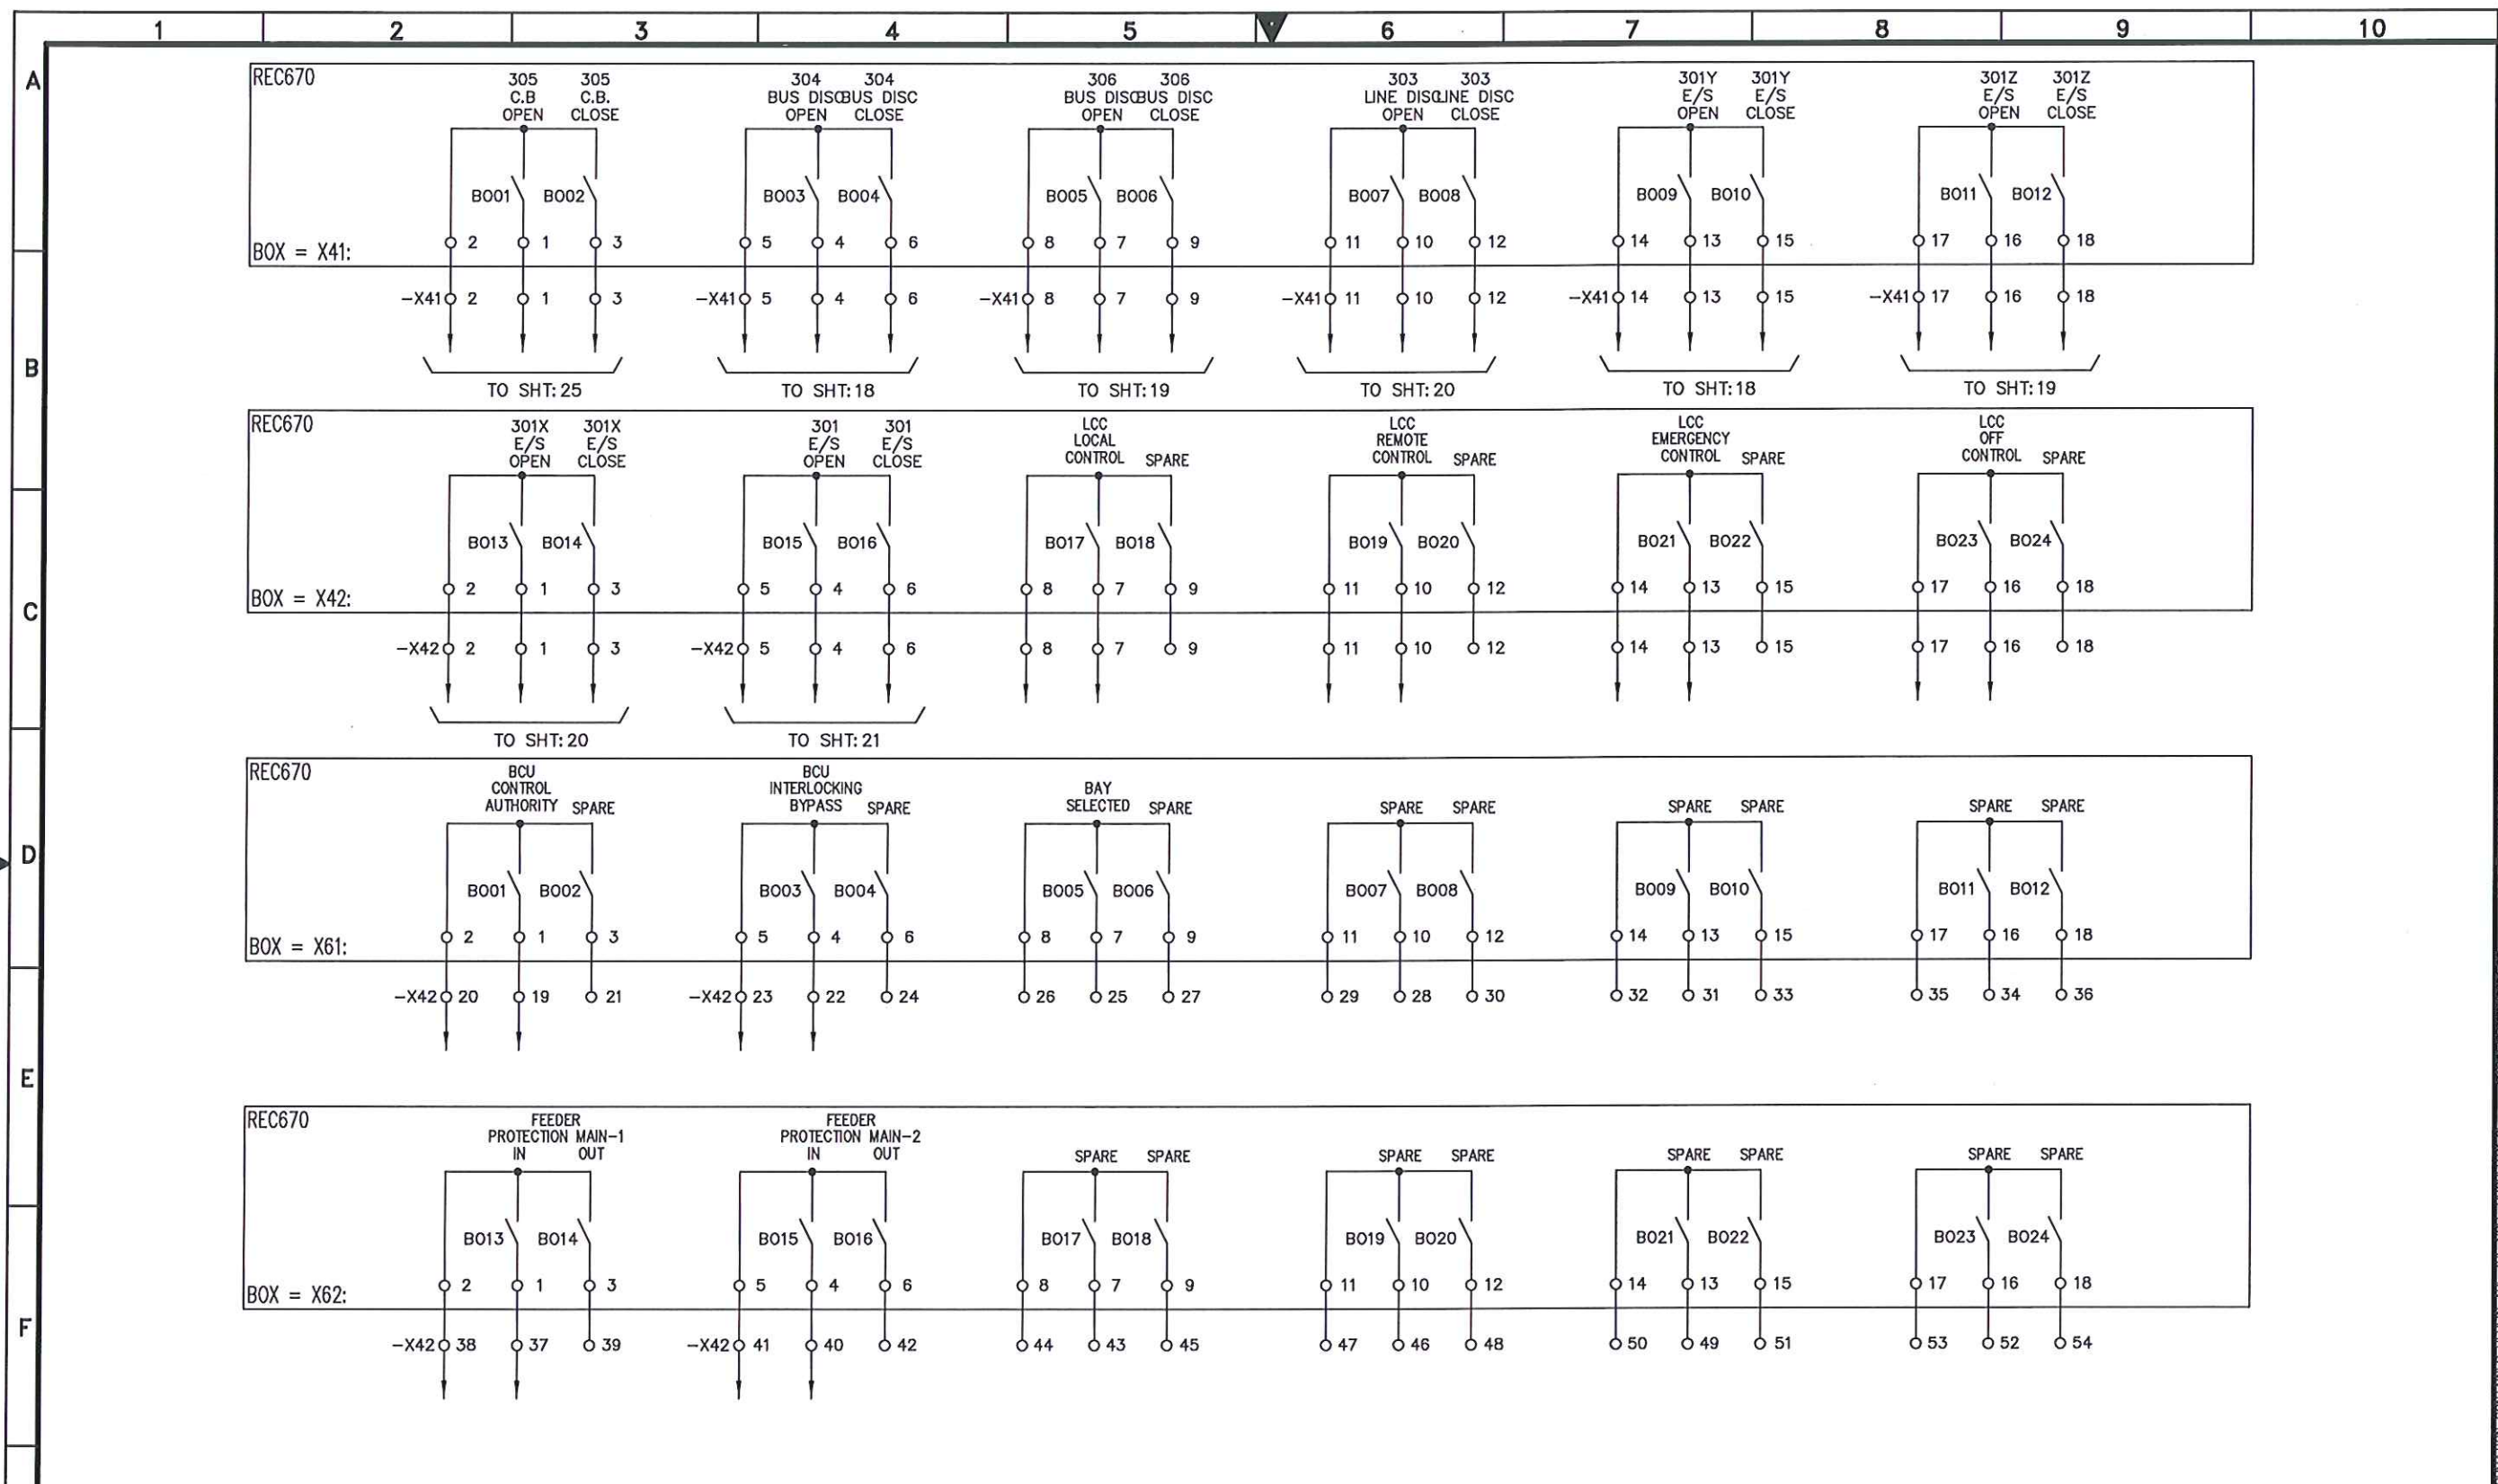 1 2 3 4 5 6 7 8 9 10
A
REC670
305 305 304 304 306 306 303 303 301Y 301Y 301Z 301Z
C.B C.B. BUS DISC BUS DISC BUS DISC BUS DISC LINE DISC LINE DISC E/S E/S E/S E/S
OPEN CLOSE OPEN CLOSE OPEN CLOSE OPEN CLOSE OPEN CLOSE OPEN CLOSE
BO01 BO02 BO03 BO04 BO05 BO06 BO07 BO08 BO09 BO10 BO11 BO12
2 1 3 5 4 6 8 7 9 11 10 12 14 13 15 17 16 18
BOX = X41:
-X41 2 1 3 -X41 5 4 6 -X41 8 7 9 -X41 11 10 12 -X41 14 13 15 -X41 17 16 18
B
TO SHT:25 TO SHT:18 TO SHT:19 TO SHT:20 TO SHT:18 TO SHT:19
REC670
301X 301X 301 301 LCC LCC LCC LCC
E/S E/S E/S E/S LOCAL REMOTE EMERGENCY OFF
OPEN CLOSE OPEN CLOSE CONTROL SPARE CONTROL SPARE CONTROL SPARE CONTROL SPARE
BO13 BO14 BO15 BO16 BO17 BO18 BO19 BO20 BO21 BO22 BO23 BO24
2 1 3 5 4 6 8 7 9 11 10 12 14 13 15 17 16 18
BOX = X42:
C
-X42 2 1 3 -X42 5 4 6 8 7 9 11 10 12 14 13 15 17 16 18
TO SHT:20 TO SHT:21
REC670
BCU BCU
CONTROL INTERLOCKING BAY
AUTHORITY SPARE BYPASS SPARE SELECTED SPARE SPARE SPARE SPARE SPARE SPARE SPARE
D
BO01 BO02 BO03 BO04 BO05 BO06 BO07 BO08 BO09 BO10 BO11 BO12
2 1 3 5 4 6 8 7 9 11 10 12 14 13 15 17 16 18
BOX = X61:
-X42 20 19 21 -X42 23 22 24 26 25 27 29 28 30 32 31 33 35 34 36
E
REC670
FEEDER FEEDER
PROTECTION MAIN-1 PROTECTION MAIN-2
IN OUT IN OUT SPARE SPARE SPARE SPARE SPARE SPARE SPARE SPARE
BO13 BO14 BO15 BO16 BO17 BO18 BO19 BO20 BO21 BO22 BO23 BO24
2 1 3 5 4 6 8 7 9 11 10 12 14 13 15 17 16 18
BOX = X62:
F
-X42 38 37 39 -X42 41 40 42 44 43 45 47 46 48 50 49 51 53 52 54